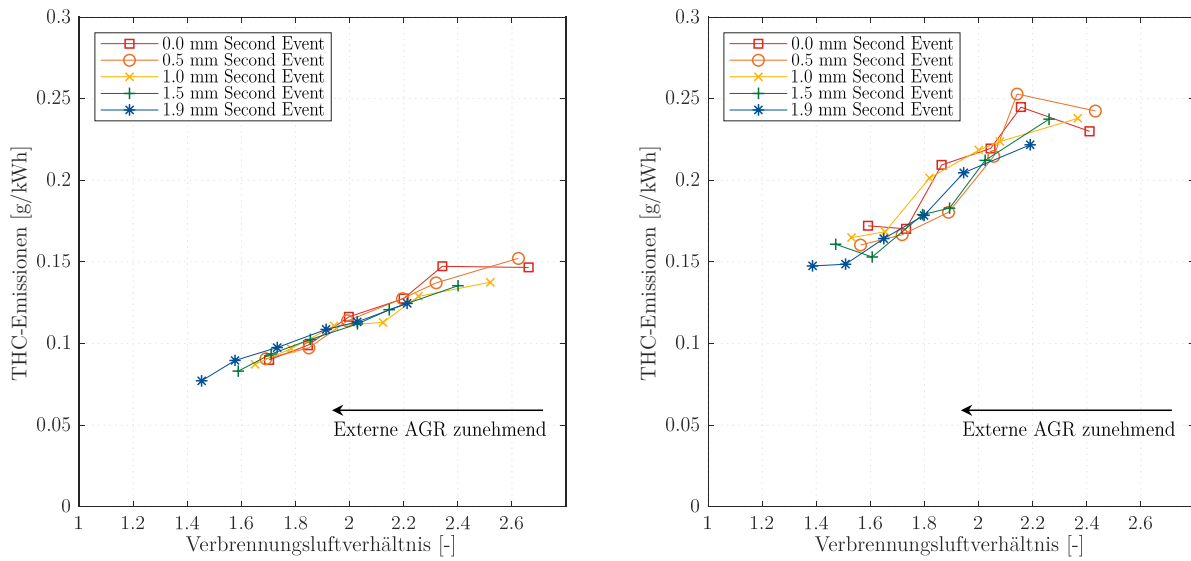 0.3
0.25
0.2
0.15
0.1
0.05
0
THC-Emissionen [g/kWh]
0.0 mm Second Event
0.5 mm Second Event
1.0 mm Second Event
1.5 mm Second Event
1.9 mm Second Event
Externe AGR zunehmend
1 1.2 1.4 1.6 1.8 2 2.2 2.4 2.6
Verbrennungsluftverhältnis [-]
0.3
0.25
0.2
0.15
0.1
0.05
0
THC-Emissionen [g/kWh]
0.0 mm Second Event
0.5 mm Second Event
1.0 mm Second Event
1.5 mm Second Event
1.9 mm Second Event
Externe AGR zunehmend
1 1.2 1.4 1.6 1.8 2 2.2 2.4 2.6
Verbrennungsluftverhältnis [-]